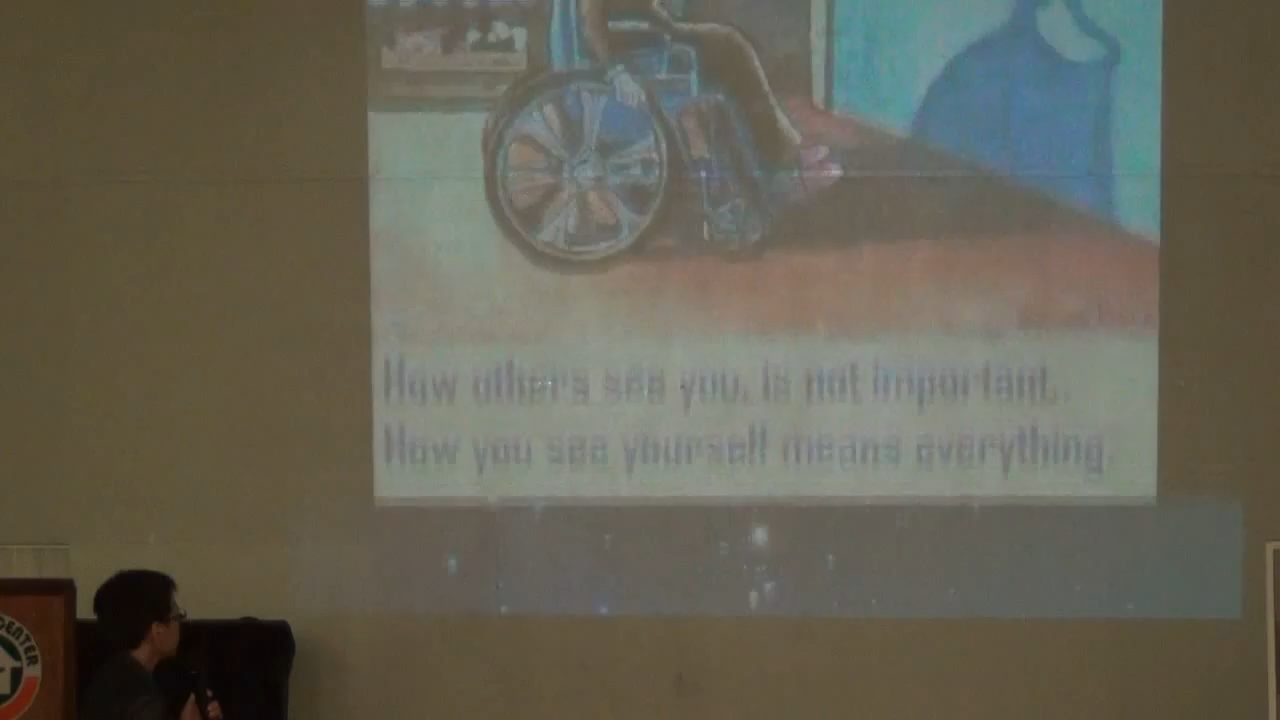 How others see you, is not important.
How you see yourself means everything.